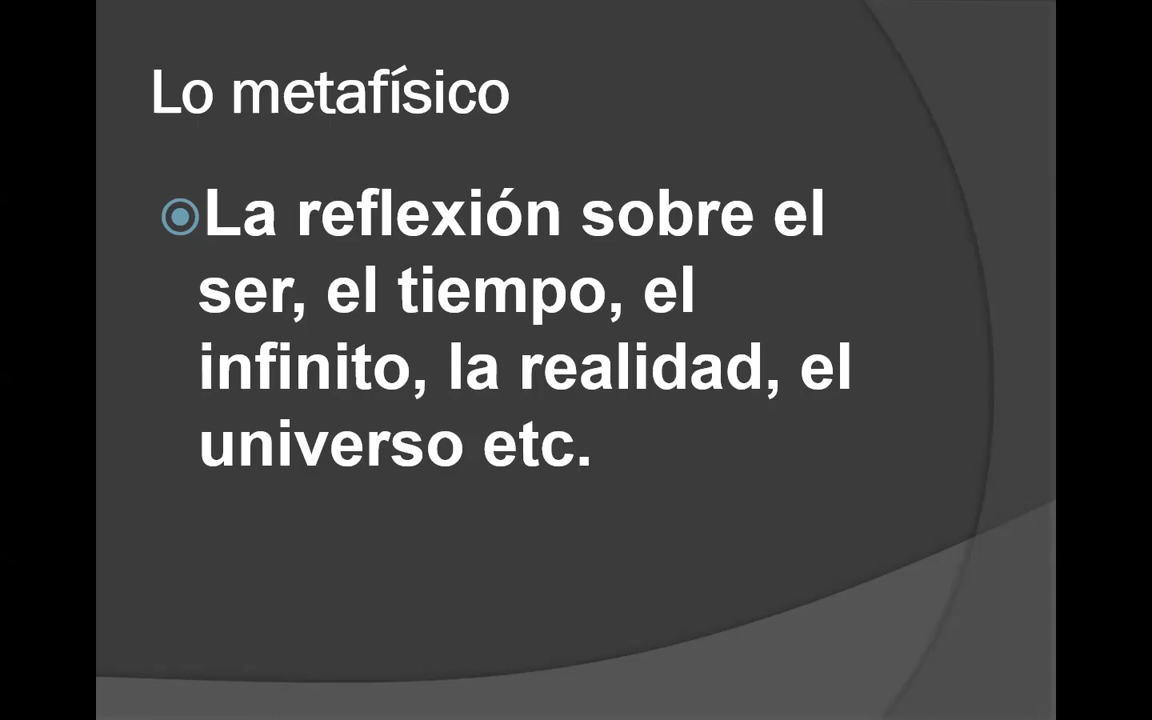 Lo metafísico
La reflexión sobre el
ser, el tiempo, el
infinito, la realidad, el
universo etc.